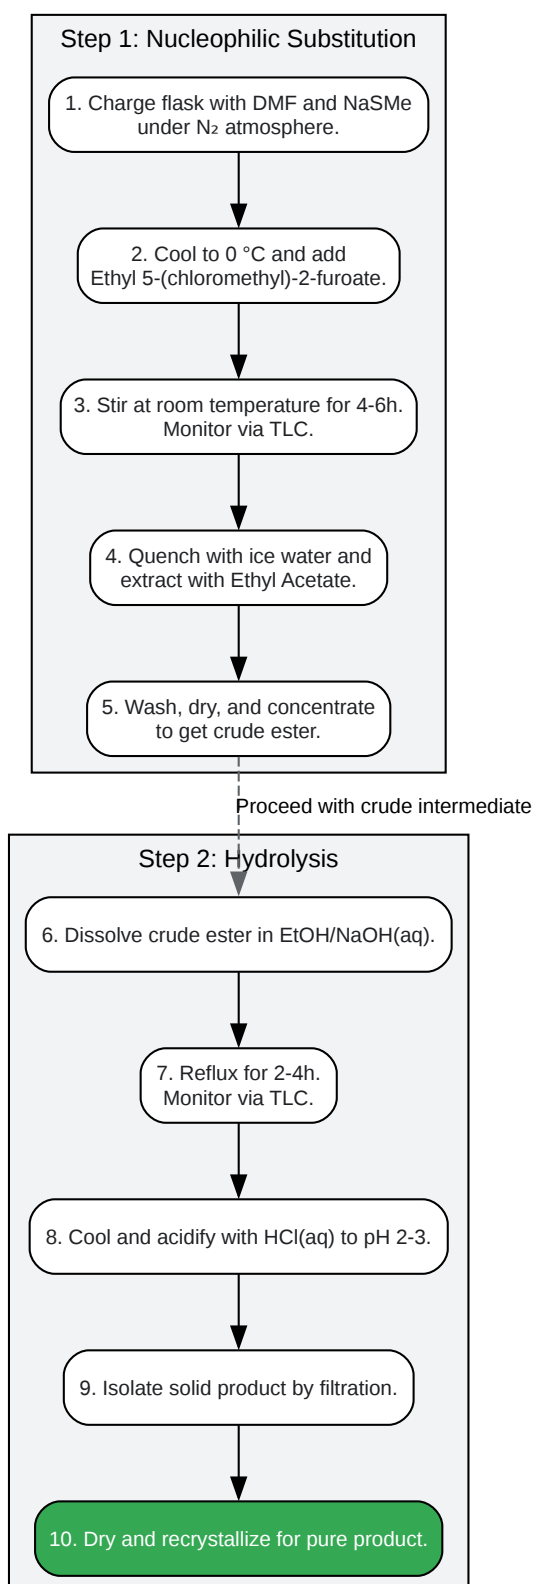 Step 1: Nucleophilic Substitution
1. Charge flask with DMF and NaSMe
under N₂ atmosphere.
2. Cool to 0 °C and add
Ethyl 5-(chloromethyl)-2-furoate.
3. Stir at room temperature for 4-6h.
Monitor via TLC.
4. Quench with ice water and
extract with Ethyl Acetate.
5. Wash, dry, and concentrate
to get crude ester.
Proceed with crude intermediate
Step 2: Hydrolysis
6. Dissolve crude ester in EtOH/NaOH(aq).
7. Reflux for 2-4h.
Monitor via TLC.
8. Cool and acidify with HCl(aq) to pH 2-3.
9. Isolate solid product by filtration.
10. Dry and recrystallize for pure product.